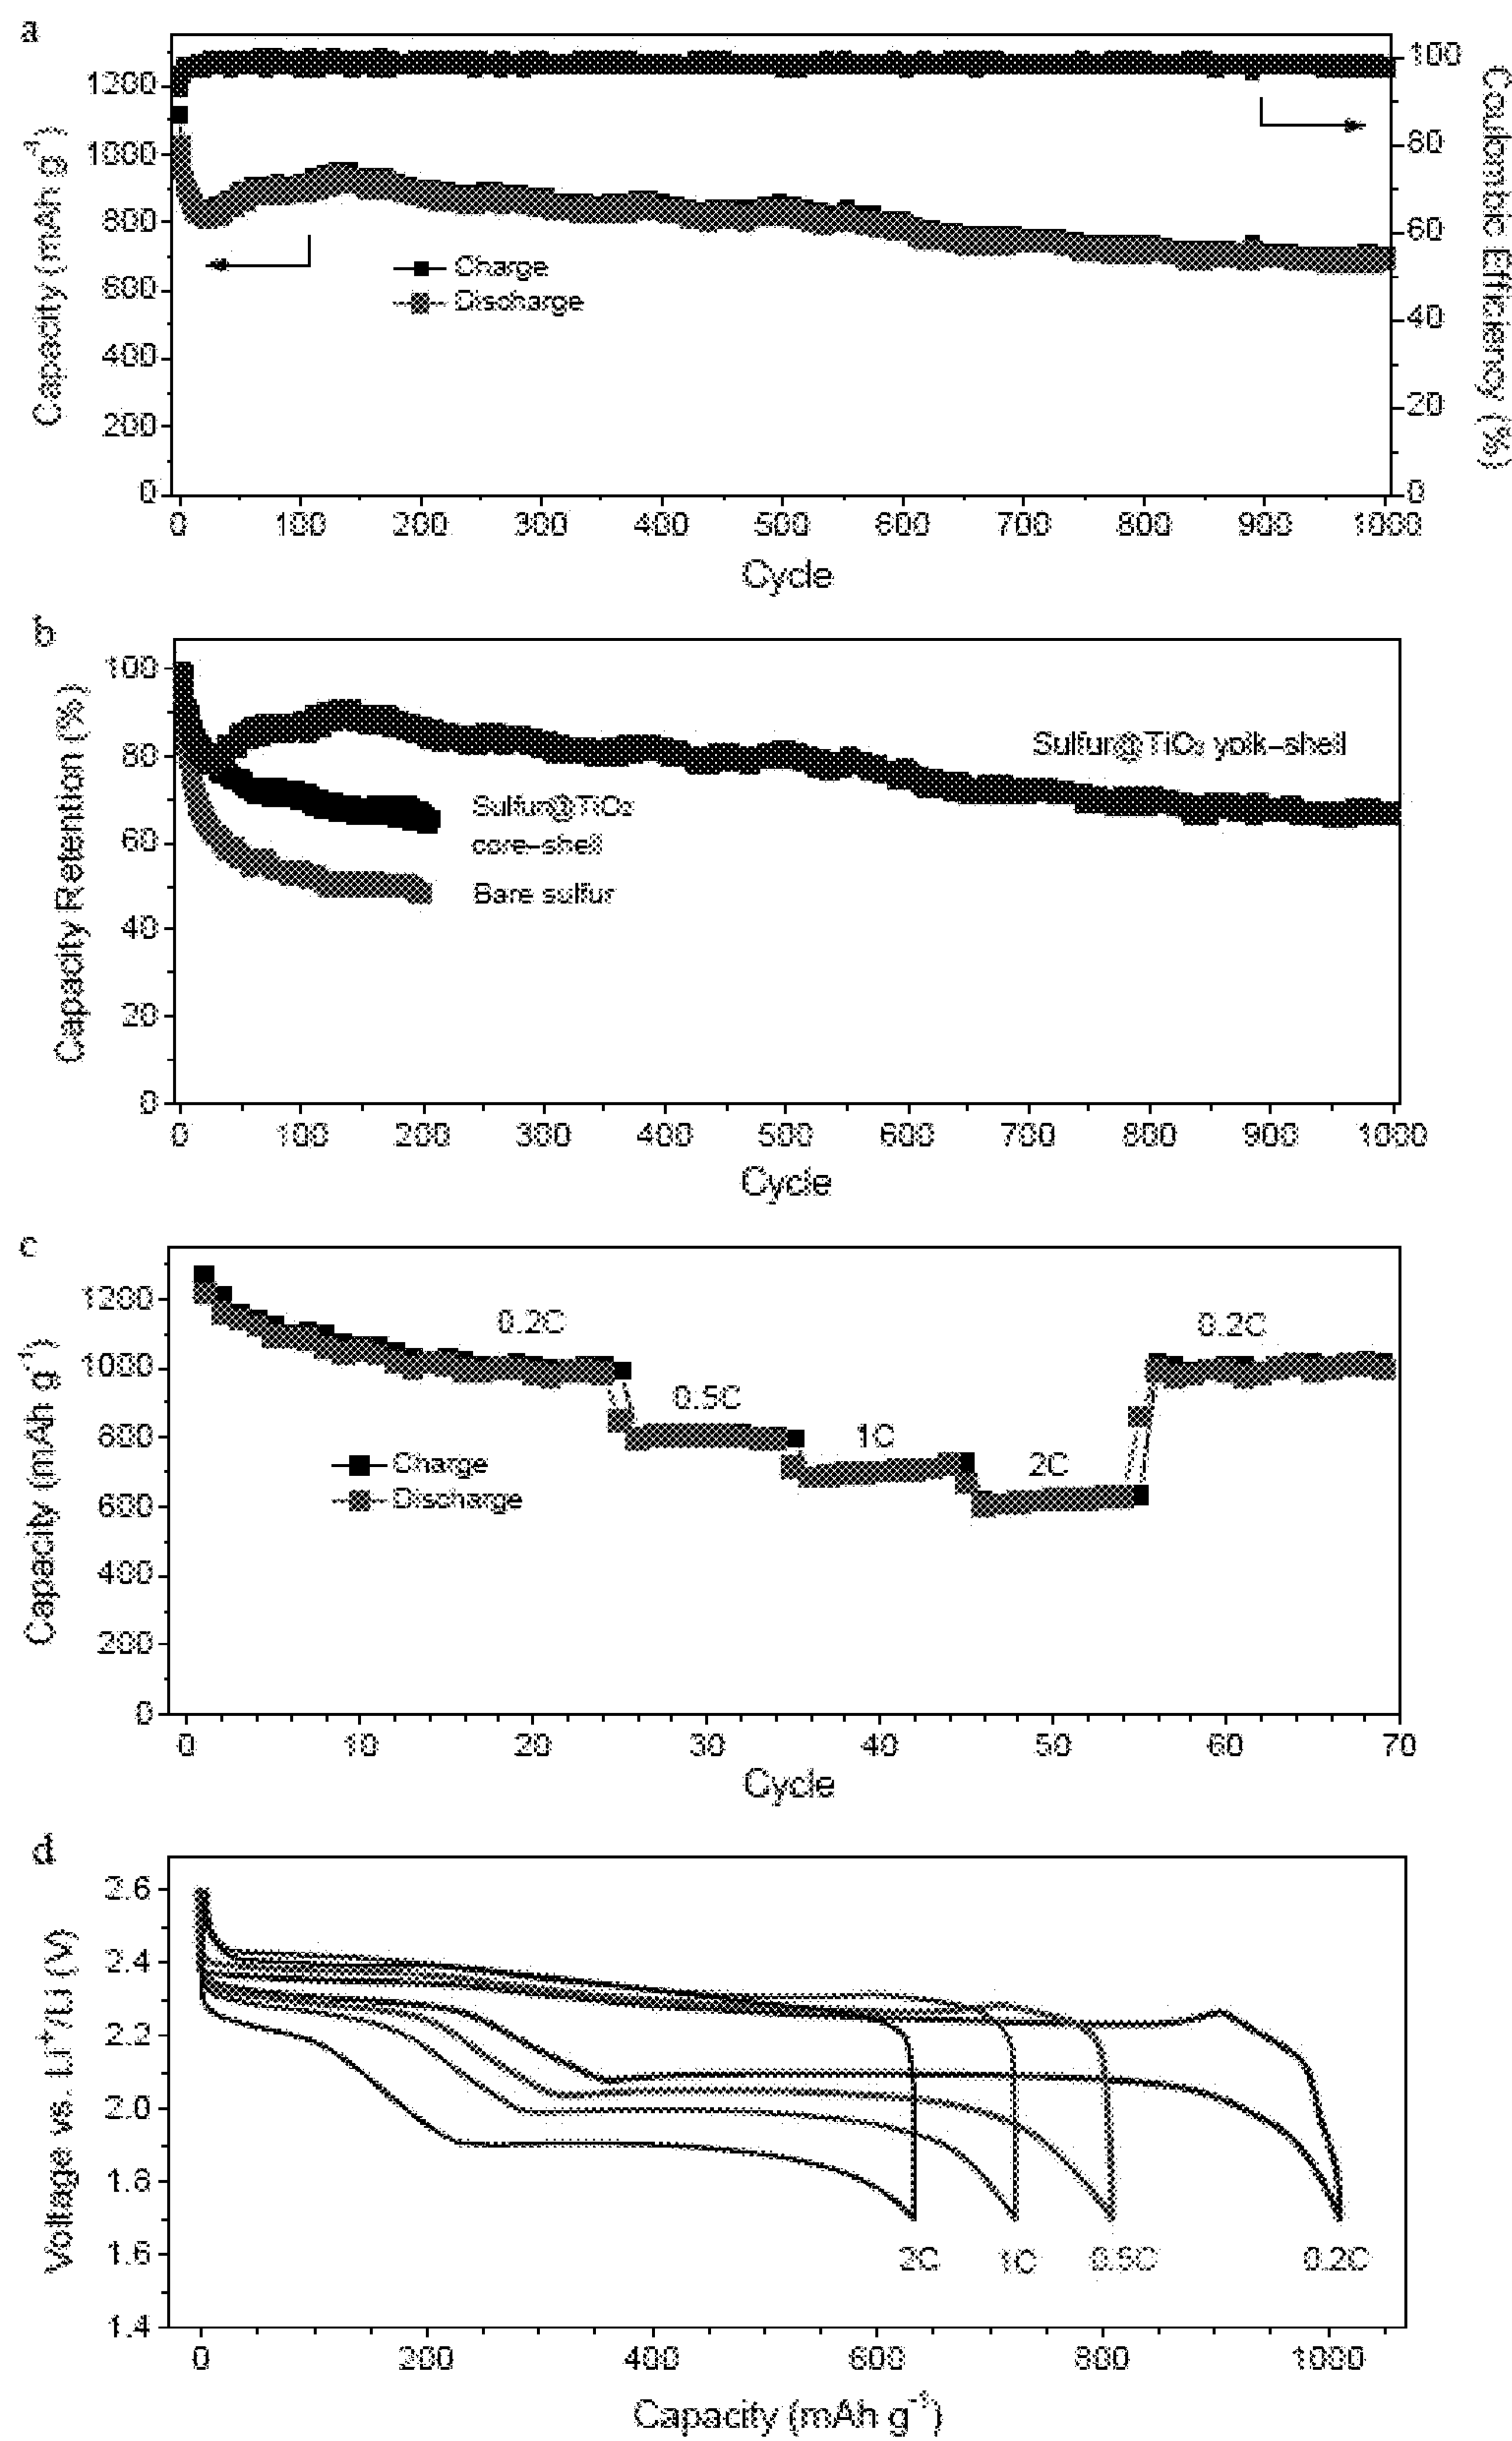 a
1200
1000
800
600
400
200
0
Capacity (mAh g⁻¹)
100
80
60
40
20
0
Coulombic Efficiency (%)
Charge
Discharge
0 100 200 300 400 500 600 700 800 900 1000
Cycle
b
100
80
60
40
20
0
Capacity Retention (%)
Sulfur@TiO₂ yolk–shell
Sulfur@TiO₂
core–shell
Bare sulfur
0 100 200 300 400 500 600 700 800 900 1000
Cycle
c
1200
1000
800
600
400
200
0
Capacity (mAh g⁻¹)
0.2C
0.5C
1C
2C
0.2C
Charge
Discharge
0 10 20 30 40 50 60 70
Cycle
d
2.6
2.4
2.2
2.0
1.8
1.6
1.4
Voltage vs. Li⁺/Li (V)
2C 1C 0.5C 0.2C
0 200 400 600 800 1000
Capacity (mAh g⁻¹)